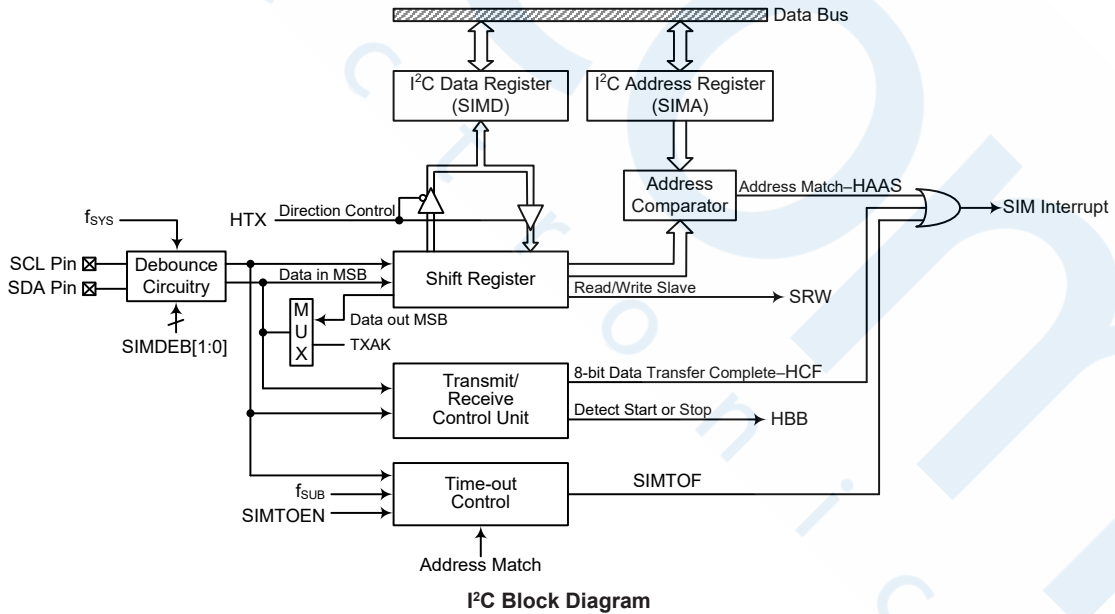 Data Bus
I²C Data Register
(SIMD)
I²C Address Register
(SIMA)
Address
Comparator
Address Match–HAAS
SIM Interrupt
HTX
Direction Control
fSYS
SCL Pin
SDA Pin
Debounce
Circuitry
SIMDEB[1:0]
Data in MSB
Shift Register
Read/Write Slave
SRW
M
U
X
Data out MSB
TXAK
Transmit/
Receive
Control Unit
8-bit Data Transfer Complete–HCF
Detect Start or Stop
HBB
Time-out
Control
fSUB
SIMTOEN
SIMTOF
Address Match
I²C Block Diagram